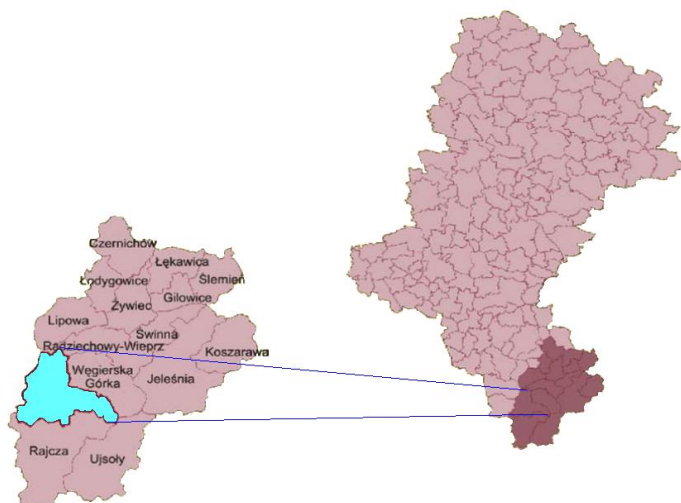 Czernichów
Łękawica
Łodygowice
Ślemień
Żywiec
Gilowice
Lipowa
Świnna
Radziechowy-Wieprz
Koszarawa
Węgierska
Górka
Jeleśnia
Rajcza
Ujsoły